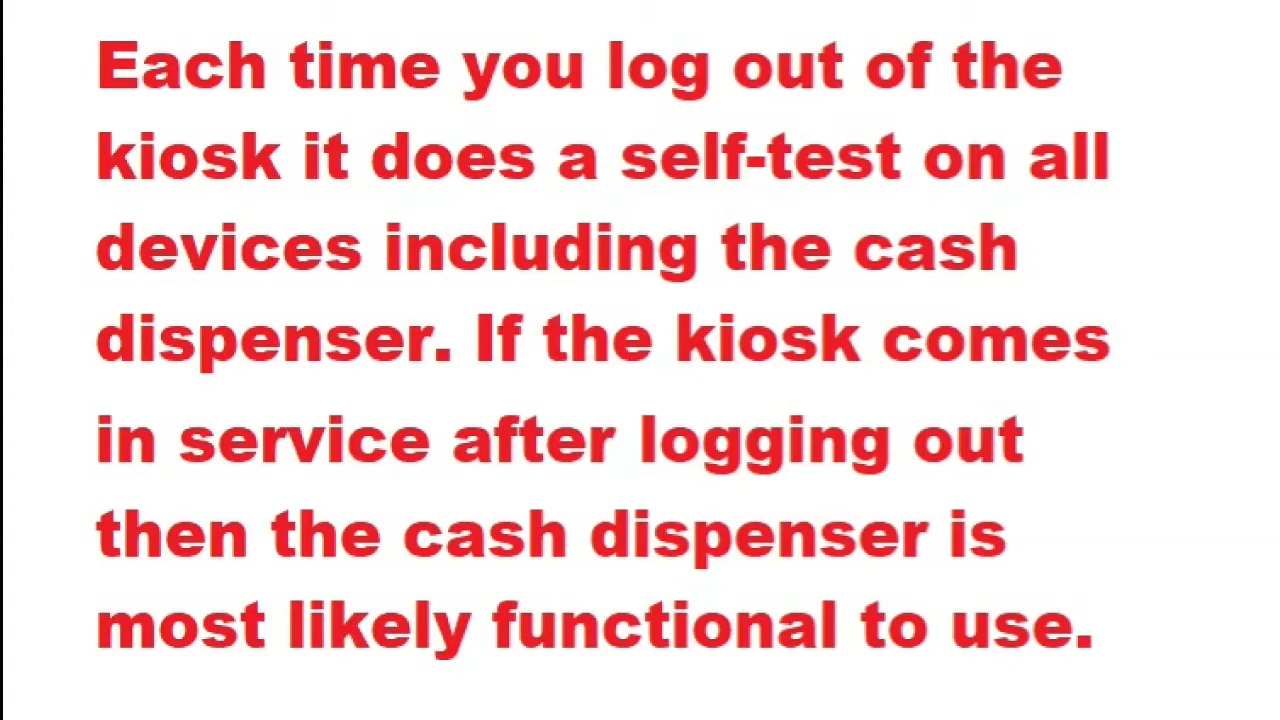 Each time you log out of the
kiosk it does a self-test on all
devices including the cash
dispenser. If the kiosk comes
in service after logging out
then the cash dispenser is
most likely functional to use.